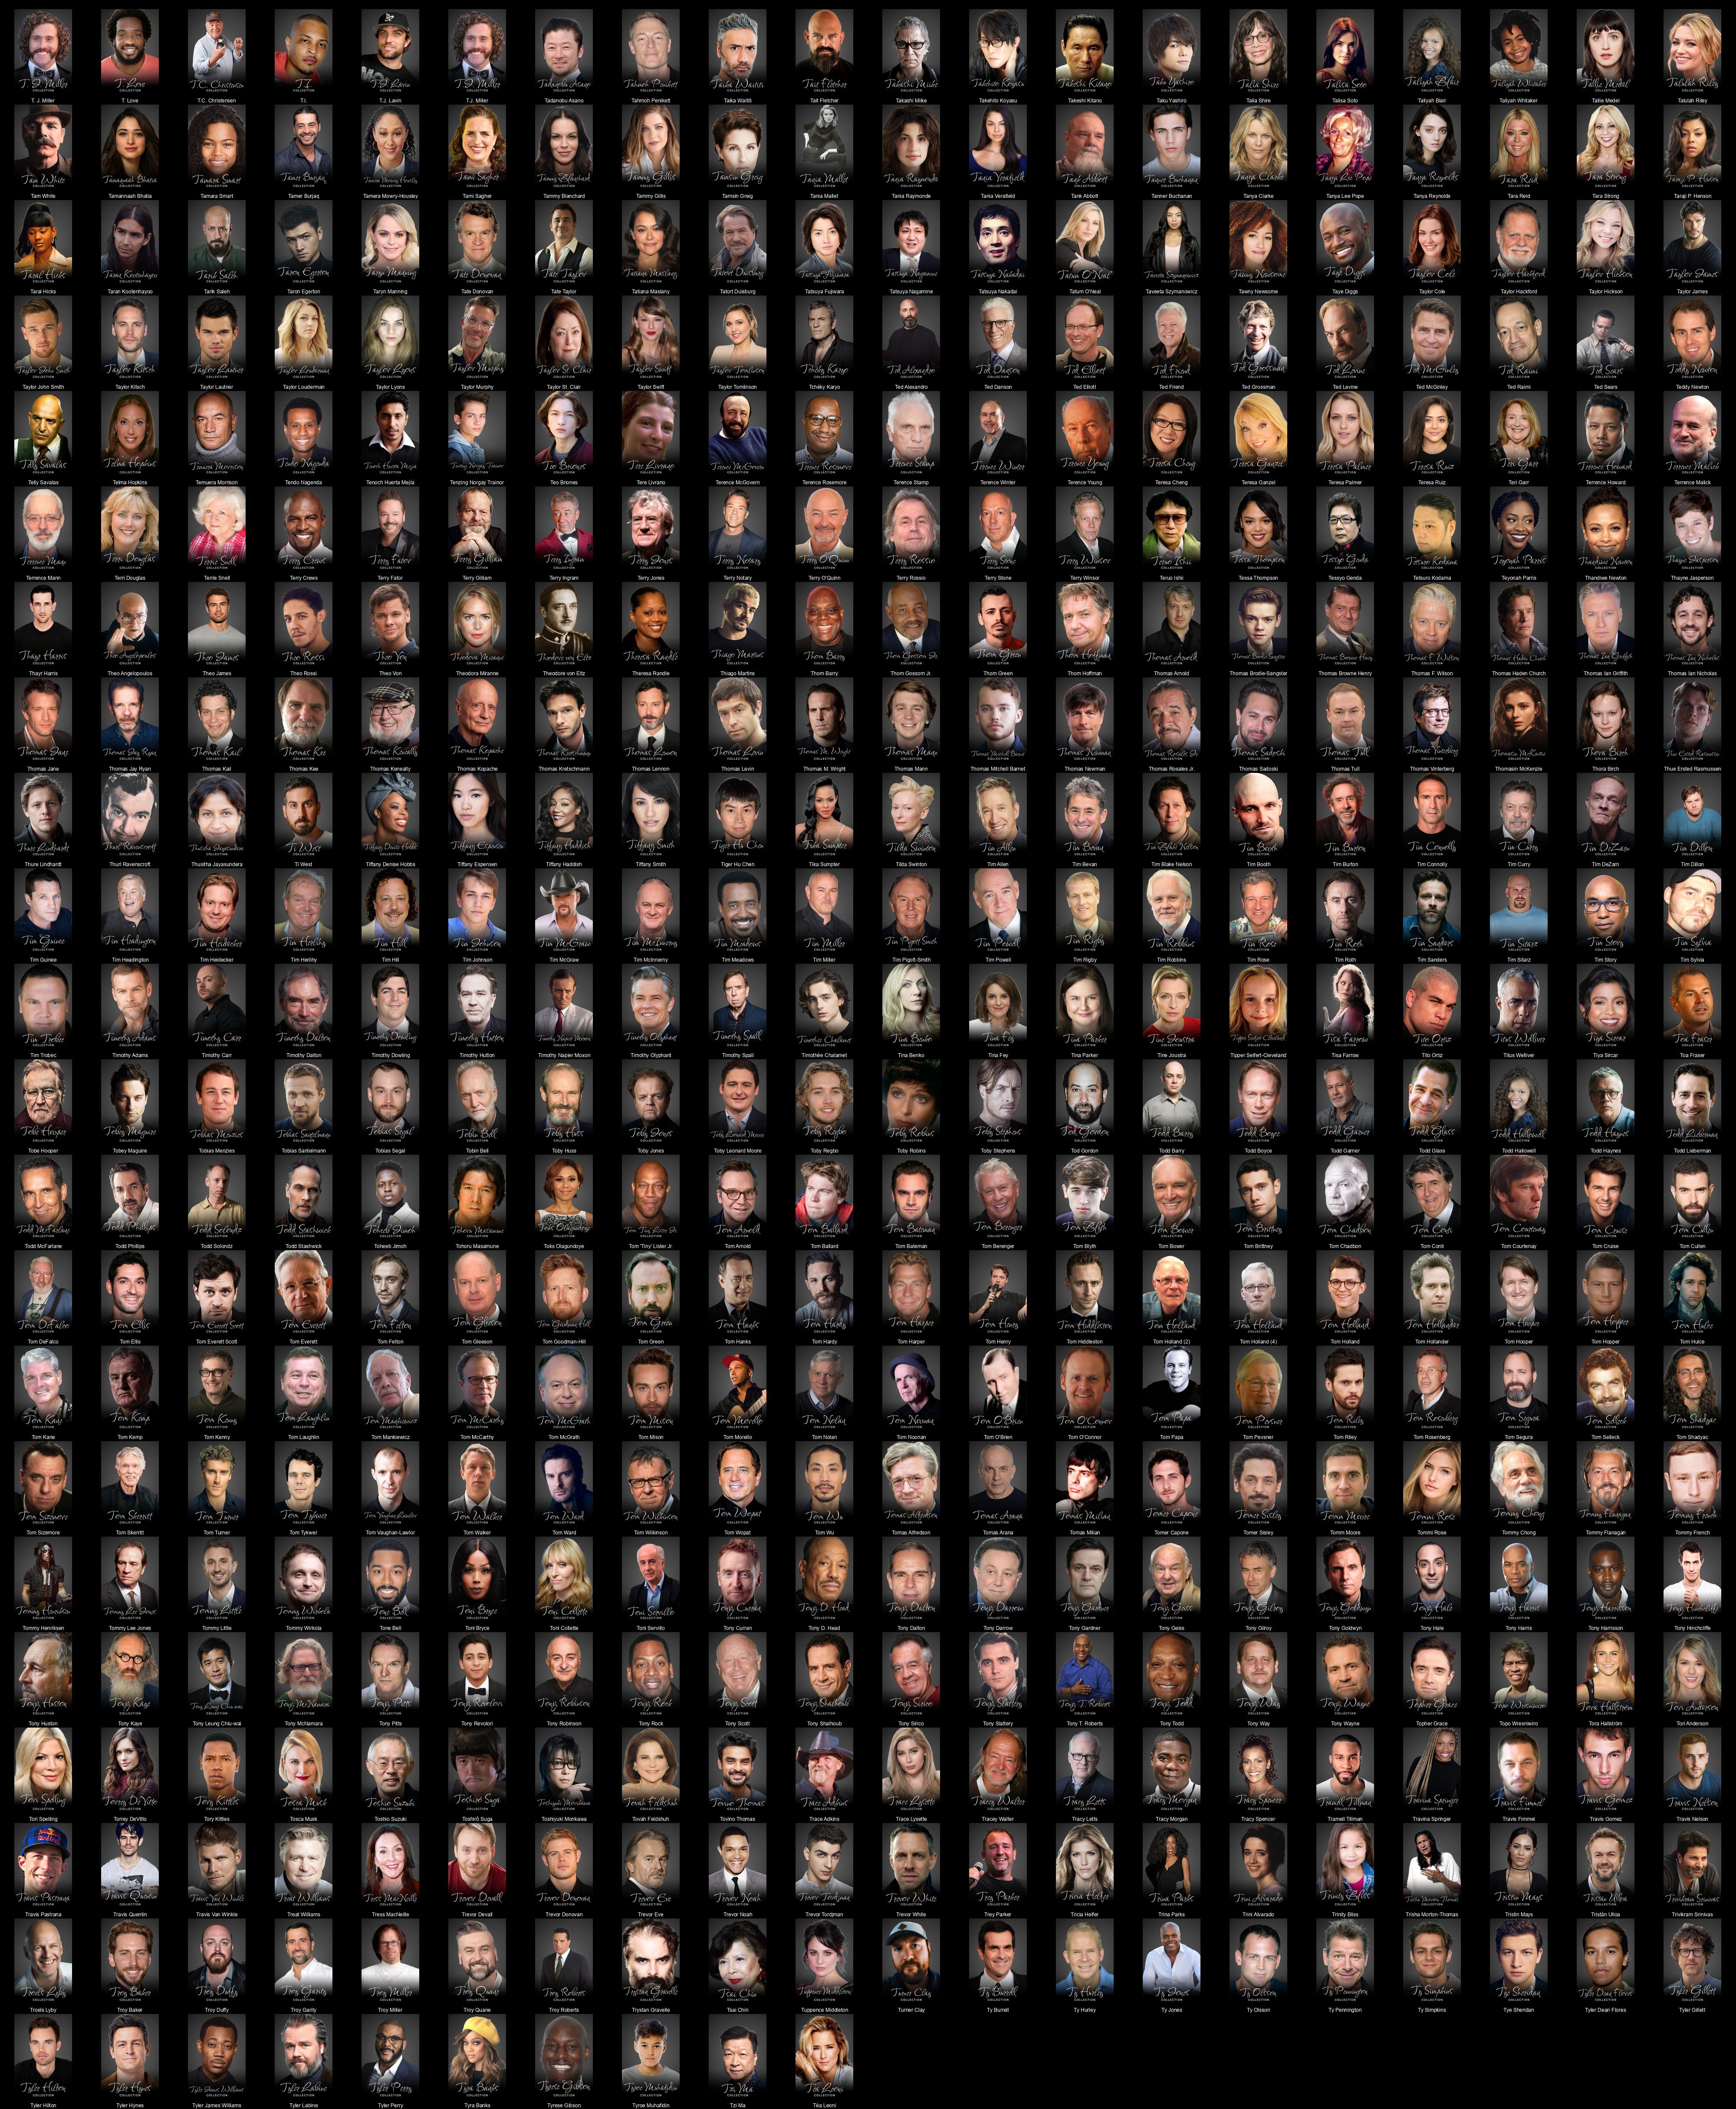 T. J. Miller T. Love T.C. Christensen T.I. T.J. Lavin T.J. Miller Tadanobu Asano Tahmoh Penikett Taika Waititi Tait Fletcher Takashi Miike Takehito Koyasu Takeshi Kitano Taku Yashiro Talia Shire Talisa Soto Taliyah Blair Taliyah Whitaker Tallie Medel Talulah Riley
Tam White Tamannaah Bhatia Tamara Smart Tamer Burjaq Tamera Mowry-Housley Tami Sagher Tammy Blanchard Tammy Gillis Tamsin Greig Tania Mallet Tania Raymonde Tania Verafield Tank Abbott Tanner Buchanan Tanya Clarke Tanya Lee Pope Tanya Reynolds Tara Reid Tara Strong Taraji P. Henson
Taral Hicks Taran Kostenhayoo Tarik Saleh Taron Egerton Taryn Manning Tate Donovan Tate Taylor Tatiana Maslany Tatort Duisburg Tatsuya Fujiwara Tatsuya Nagamine Tatsuya Nakadai Tatum O'Neal Taveeta Szymanowicz Tawny Newsome Taye Diggs Taylor Cole Taylor Hackford Taylor Hickson Taylor James
Taylor John Smith Taylor Kitsch Taylor Lautner Taylor Louderman Taylor Lyons Taylor Murphy Taylor St. Clair Taylor Swift Taylor Tomlinson Tchéky Karyo Ted Alexandro Ted Danson Ted Elliott Ted Friend Ted Grossman Ted Levine Ted McGinley Ted Raimi Ted Sears Teddy Newton
Telly Savalas Telma Hopkins Temuera Morrison Tendo Nagenda Tenoch Huerta Mejía Tenzing Norgay Trainor Teo Briones Tere Livrano Terence McGovern Terence Rosemore Terence Stamp Terence Winter Terence Young Teresa Cheng Teresa Ganzel Teresa Palmer Teresa Ruiz Teri Garr Terrence Howard Terrence Malick
Terrence Mann Terri Douglas Terrie Snell Terry Crews Terry Fator Terry Gilliam Terry Ingram Terry Jones Terry Notary Terry O'Quinn Terry Rossio Terry Stone Terry Winsor Teruo Ishii Tessa Thompson Tessyo Genda Tetsuro Kodama Teyonah Parris Thandiwe Newton Thayne Jasperson
Thayr Harris Theo Angelopoulos Theo James Theo Rossi Theo Von Theodora Miranne Theodore von Eltz Theresa Randle Thiago Martins Thom Barry Thom Gossom Jr. Thom Green Thom Hoffman Thomas Arnold Thomas Brodie-Sangster Thomas Browne Henry Thomas F. Wilson Thomas Haden Church Thomas Ian Griffith Thomas Ian Nicholas
Thomas Jane Thomas Jay Ryan Thomas Kail Thomas Kee Thomas Keneally Thomas Kopache Thomas Kretschmann Thomas Lennon Thomas Levin Thomas M. Wright Thomas Mann Thomas Mitchell Barnet Thomas Newman Thomas Rosales Jr. Thomas Sadoski Thomas Tull Thomas Vinterberg Thomasin McKenzie Thora Birch Thue Ersted Rasmussen
Thure Lindhardt Thurl Ravenscroft Thusitha Jayasundera Ti West Tiffany Denise Hobbs Tiffany Espensen Tiffany Haddish Tiffany Smith Tiger Hu Chen Tika Sumpter Tilda Swinton Tim Allen Tim Bevan Tim Blake Nelson Tim Booth Tim Burton Tim Connolly Tim Curry Tim DeZarn Tim Dillon
Tim Guinee Tim Headington Tim Heidecker Tim Herlihy Tim Hill Tim Johnson Tim McGraw Tim McInnerny Tim Meadows Tim Miller Tim Pigott-Smith Tim Powell Tim Rigby Tim Robbins Tim Rose Tim Roth Tim Sanders Tim Sitarz Tim Story Tim Sylvia
Tim Trobec Timothy Adams Timothy Carr Timothy Dalton Timothy Dowling Timothy Hutton Timothy Napier Moxon Timothy Olyphant Timothy Spall Timothée Chalamet Tina Benko Tina Fey Tina Parker Tine Joustra Tipper Seifert-Cleveland Tisa Farrow Tito Ortiz Titus Welliver Tiya Sircar Toa Fraser
Tobe Hooper Tobey Maguire Tobias Menzies Tobias Santelmann Tobias Segal Tobin Bell Toby Huss Toby Jones Toby Leonard Moore Toby Regbo Toby Robins Toby Stephens Tod Gordon Todd Barry Todd Boyce Todd Garner Todd Glass Todd Hallowell Todd Haynes Todd Lieberman
Todd McFarlane Todd Phillips Todd Solondz Todd Stashwick Toheeb Jimoh Tohoru Masamune Toks Olagundoye Tom 'Tiny' Lister Jr. Tom Arnold Tom Ballard Tom Bateman Tom Berenger Tom Blyth Tom Bower Tom Brittney Tom Chadbon Tom Conti Tom Courtenay Tom Cruise Tom Cullen
Tom DeFalco Tom Ellis Tom Everett Scott Tom Everett Tom Felton Tom Gleeson Tom Goodman-Hill Tom Green Tom Hanks Tom Hardy Tom Harper Tom Henry Tom Hiddleston Tom Holland (2) Tom Holland (4) Tom Holland Tom Hollander Tom Hooper Tom Hopper Tom Hulce
Tom Kane Tom Kemp Tom Kenny Tom Laughlin Tom Mankiewicz Tom McCarthy Tom McGrath Tom Mison Tom Morello Tom Nolan Tom Noonan Tom O'Brien Tom O'Connor Tom Papa Tom Pevsner Tom Riley Tom Rosenberg Tom Segura Tom Selleck Tom Shadyac
Tom Sizemore Tom Skerritt Tom Turner Tom Tykwer Tom Vaughan-Lawlor Tom Walker Tom Ward Tom Wilkinson Tom Wopat Tom Wu Tomas Alfredson Tomas Arana Tomas Milian Tomer Capone Tomer Sisley Tomm Moore Tommi Rose Tommy Chong Tommy Flanagan Tommy French
Tommy Henriksen Tommy Lee Jones Tommy Little Tommy Wirkola Tone Bell Toni Bryce Toni Collette Toni Servillo Tony Curran Tony D. Head Tony Dalton Tony Darrow Tony Gardner Tony Geiss Tony Gilroy Tony Goldwyn Tony Hale Tony Harris Tony Harrisson Tony Hinchcliffe
Tony Huston Tony Kaye Tony Leung Chiu-wai Tony McNamara Tony Pitts Tony Revolori Tony Robinson Tony Rock Tony Scott Tony Shalhoub Tony Sirico Tony Slattery Tony T. Roberts Tony Todd Tony Way Tony Wayne Topher Grace Topo Wresniwiro Tora Hallström Tori Anderson
Tori Spelling Torrey DeVitto Tory Kittles Tosca Musk Toshio Suzuki Toshirô Suga Toshiyuki Morikawa Tovah Feldshuh Tovino Thomas Trace Adkins Trace Lysette Tracey Walter Tracy Letts Tracy Morgan Tracy Spencer Tramell Tillman Travina Springer Travis Fimmel Travis Gomez Travis Nelson
Travis Pastrana Travis Quentin Travis Van Winkle Treat Williams Tress MacNeille Trevor Devall Trevor Donovan Trevor Eve Trevor Noah Trevor Tordjman Trevor White Trey Parker Tricia Helfer Trina Parks Trini Alvarado Trinity Bliss Trisha Morton-Thomas Tristin Mays Tristán Ulloa Trivikram Srinivas
Troels Lyby Troy Baker Troy Duffy Troy Garity Troy Miller Troy Quane Troy Roberts Trystan Gravelle Tsai Chin Tuppence Middleton Turner Clay Ty Burrell Ty Hurley Ty Jones Ty Olsson Ty Pennington Ty Simpkins Tye Sheridan Tyler Dean Flores Tyler Gillett
Tyler Hilton Tyler Hynes Tyler James Williams Tyler Labine Tyler Perry Tyra Banks Tyrese Gibson Tyroe Muhafidin Tzi Ma Téa Leoni